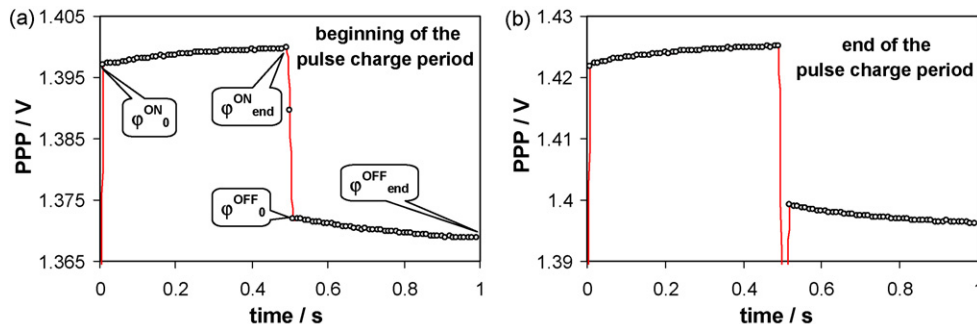 (a)
1.405
1.395
1.385
1.375
1.365
PPP / V
beginning of the
pulse charge period
φ^ON_0
φ^ON_end
φ^OFF_0
φ^OFF_end
0
0.2
0.4
0.6
0.8
1
time / s
(b)
1.43
1.42
1.41
1.4
1.39
PPP / V
end of the
pulse charge period
0
0.2
0.4
0.6
0.8
1
time / s